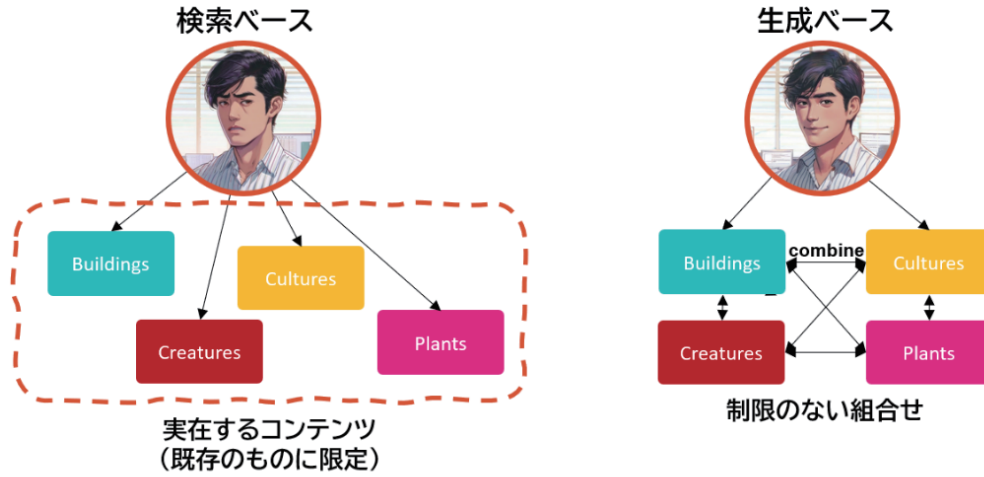 検索ベース
Buildings
Cultures
Creatures
Plants
実在するコンテンツ
（既存のものに限定）
生成ベース
Buildings
combine
Cultures
Creatures
Plants
制限のない組合せ